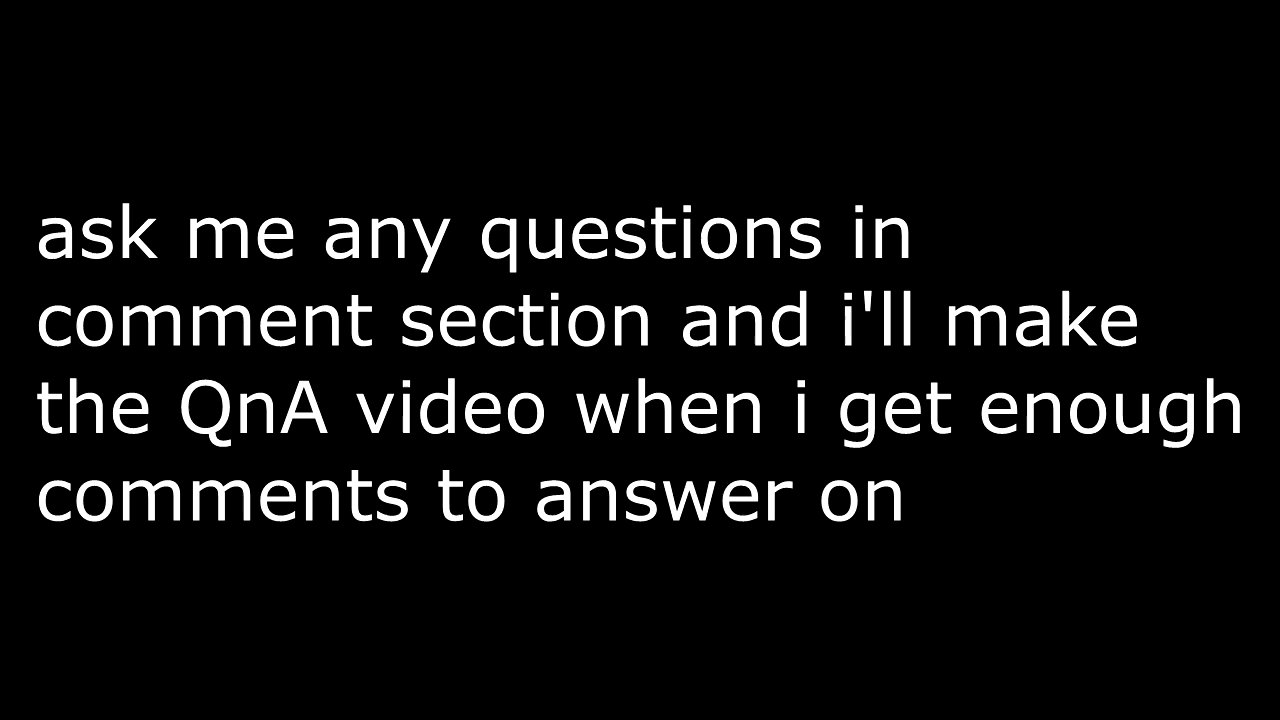 ask me any questions in
comment section and i'll make
the QnA video when i get enough
comments to answer on